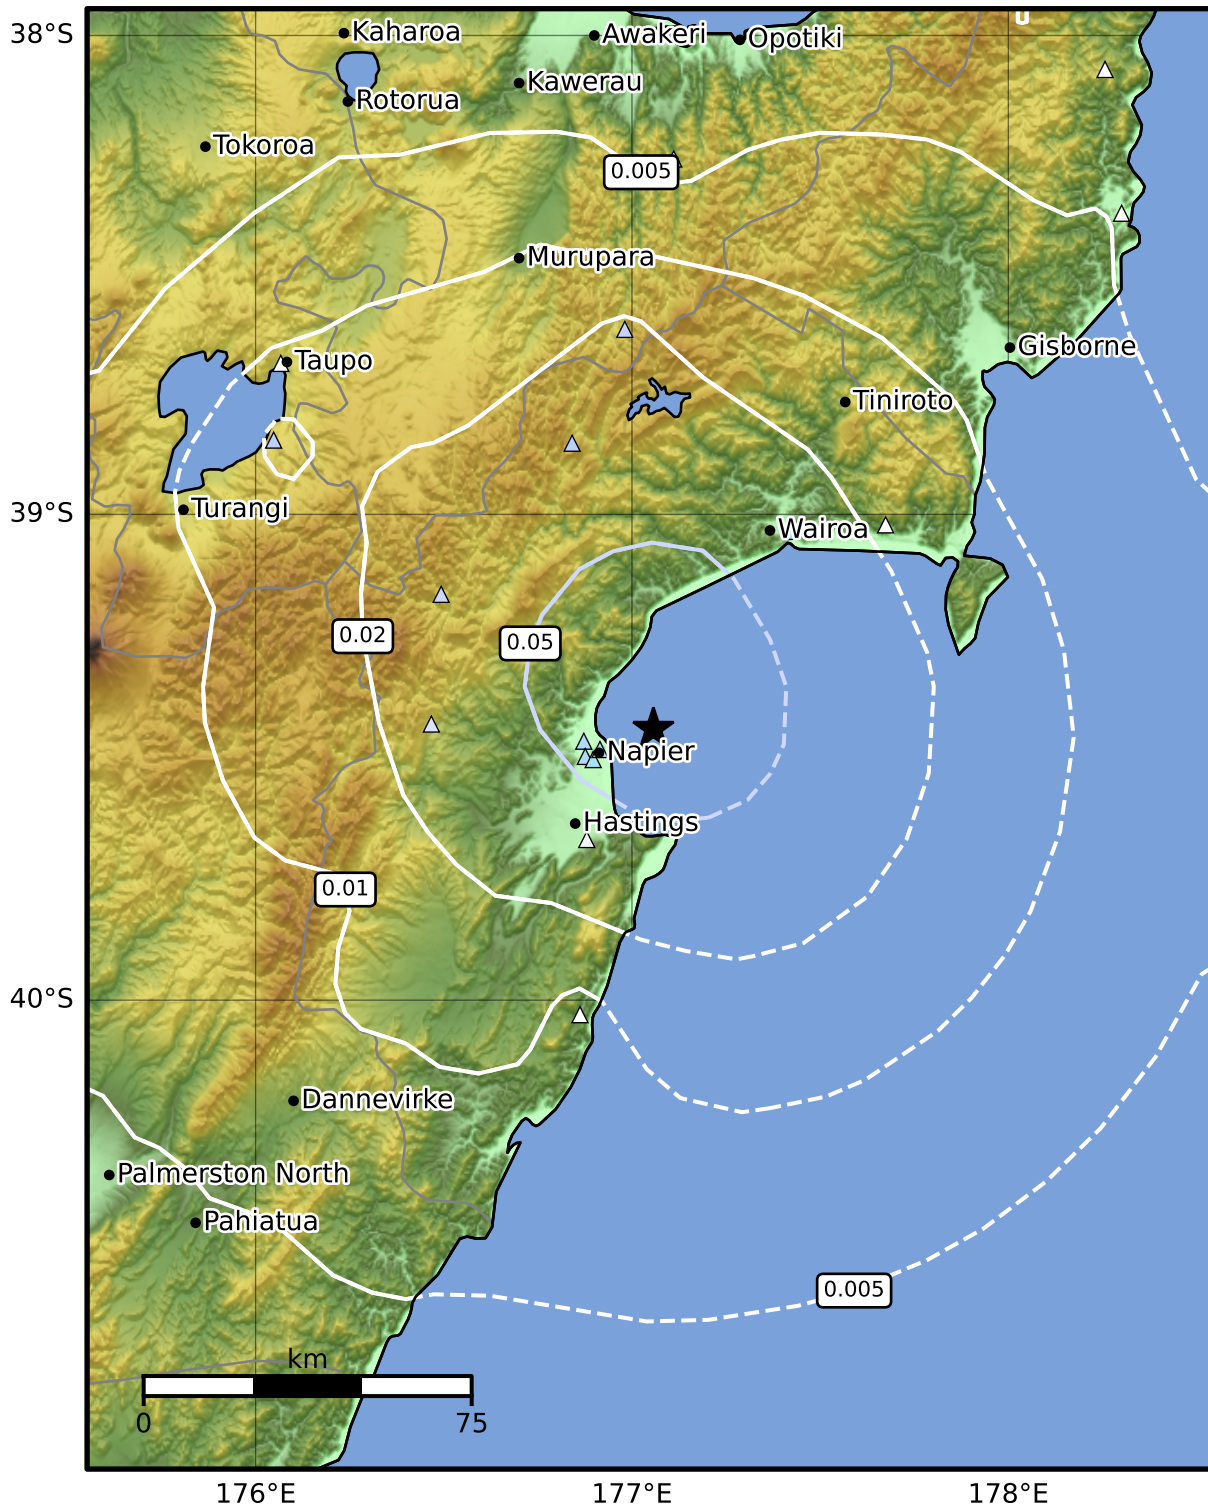 38°S
Kaharoa
Awakeri
Opotiki
Kawerau
Rotorua
Tokoroa
0.005
Murupara
Gisborne
Taupo
Tiniroto
39°S
Turangi
Wairoa
0.02
0.05
Napier
Hastings
0.01
40°S
Dannevirke
Palmerston North
Pahiatua
0.005
km
0
75
176°E
177°E
178°E